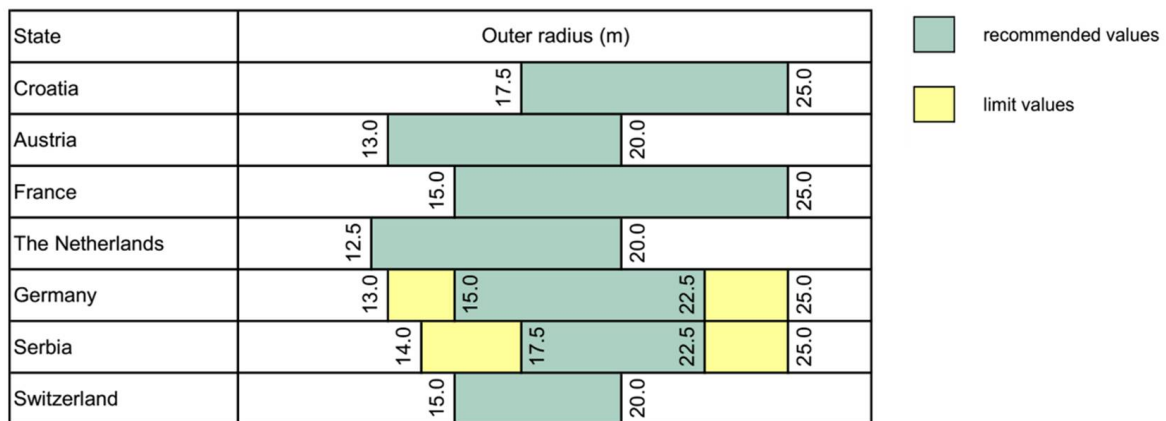 State Outer radius (m)
Croatia 17.5 25.0
Austria 13.0 20.0
France 15.0 25.0
The Netherlands 12.5 20.0
Germany 13.0 15.0 22.5 25.0
Serbia 14.0 17.5 22.5 25.0
Switzerland 15.0 20.0
recommended values
limit values